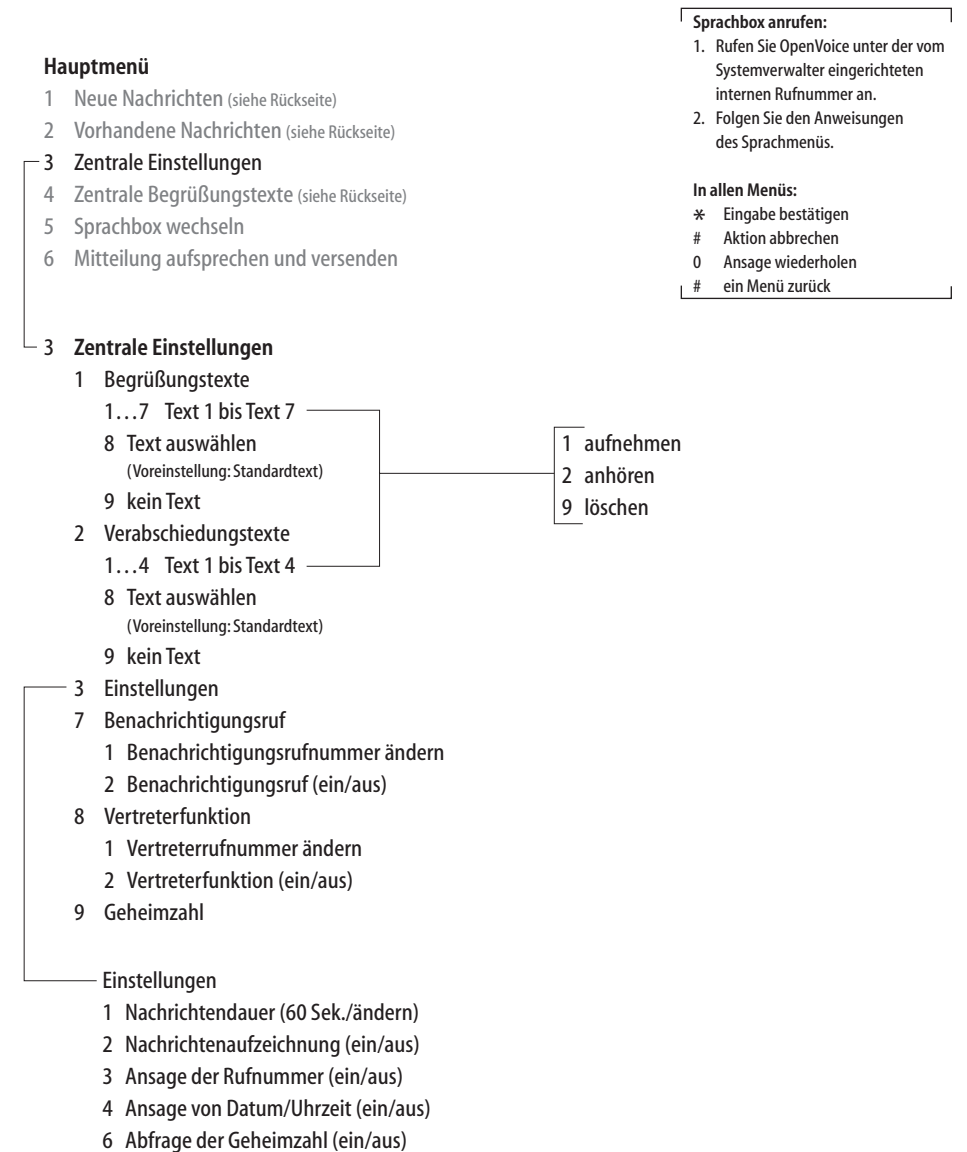 Sprachbox anrufen:
1. Rufen Sie OpenVoice unter der vom
Systemverwalter eingerichteten
internen Rufnummer an.
2. Folgen Sie den Anweisungen
des Sprachmenüs.
In allen Menüs:
* Eingabe bestätigen
# Aktion abbrechen
0 Ansage wiederholen
# ein Menü zurück
Hauptmenü
1 Neue Nachrichten (siehe Rückseite)
2 Vorhandene Nachrichten (siehe Rückseite)
3 Zentrale Einstellungen
4 Zentrale Begrüßungstexte (siehe Rückseite)
5 Sprachbox wechseln
6 Mitteilung aufsprechen und versenden
3 Zentrale Einstellungen
1 Begrüßungstexte
1...7 Text 1 bis Text 7
8 Text auswählen
(Voreinstellung: Standardtext)
9 kein Text
2 Verabschiedungstexte
1...4 Text 1 bis Text 4
8 Text auswählen
(Voreinstellung: Standardtext)
9 kein Text
1 aufnehmen
2 anhören
9 löschen
3 Einstellungen
7 Benachrichtigungsruf
1 Benachrichtigungsrufnummer ändern
2 Benachrichtigungsruf (ein/aus)
8 Vertreterfunktion
1 Vertreterrufnummer ändern
2 Vertreterfunktion (ein/aus)
9 Geheimzahl
Einstellungen
1 Nachrichtendauer (60 Sek./ändern)
2 Nachrichtenaufzeichnung (ein/aus)
3 Ansage der Rufnummer (ein/aus)
4 Ansage von Datum/Uhrzeit (ein/aus)
6 Abfrage der Geheimzahl (ein/aus)